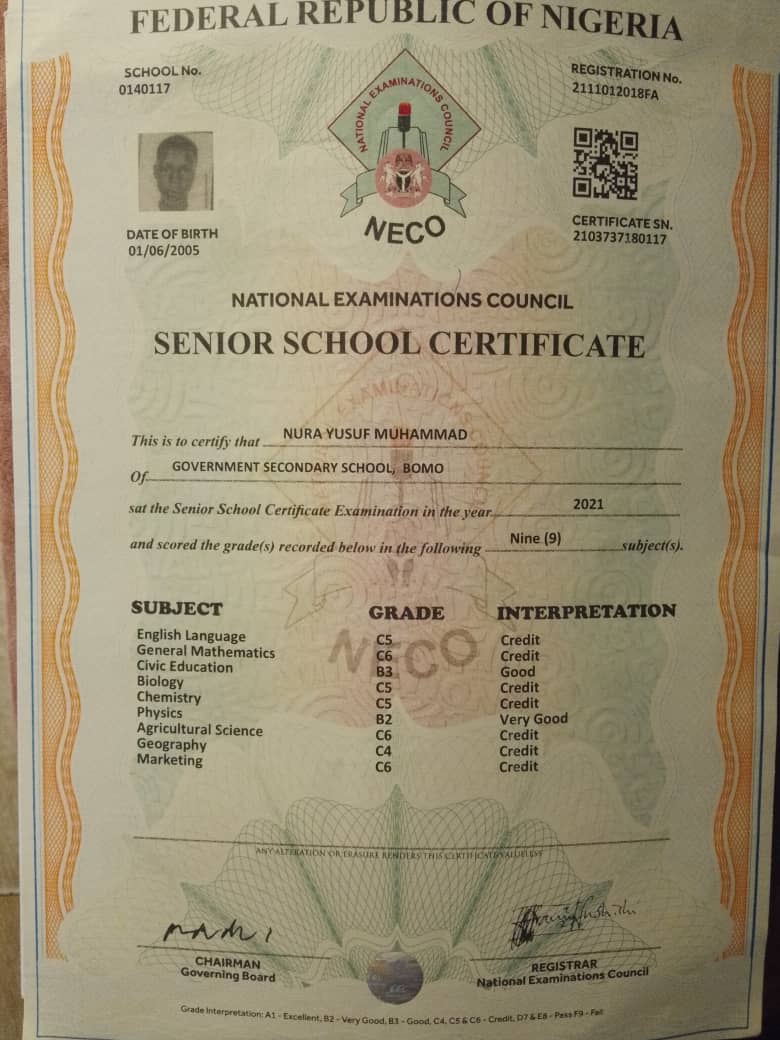 FEDERAL REPUBLIC OF NIGERIA
SCHOOL No.
0140117
REGISTRATION No.
2111012018FA
NATIONAL EXAMINATIONS COUNCIL
NECO
DATE OF BIRTH
01/06/2005
CERTIFICATE SN.
2103737180117
NATIONAL EXAMINATIONS COUNCIL
SENIOR SCHOOL CERTIFICATE
This is to certify that NURA YUSUF MUHAMMAD
Of GOVERNMENT SECONDARY SCHOOL, BOMO
sat the Senior School Certificate Examination in the year 2021
and scored the grade(s) recorded below in the following Nine (9) subject(s).
SUBJECT GRADE INTERPRETATION
English Language C5 Credit
General Mathematics C6 Credit
Civic Education B3 Good
Biology C5 Credit
Chemistry C5 Credit
Physics B2 Very Good
Agricultural Science C6 Credit
Geography C4 Credit
Marketing C6 Credit
NECO
ANY ALTERATION OR ERASURE RENDERS THIS CERTIFICATE VALUELESS
CHAIRMAN
Governing Board
REGISTRAR
National Examinations Council
Grade Interpretation: A1 - Excellent, B2 - Very Good, B3 - Good, C4, C5 & C6 - Credit, D7 & E8 - Pass F9 - Fail